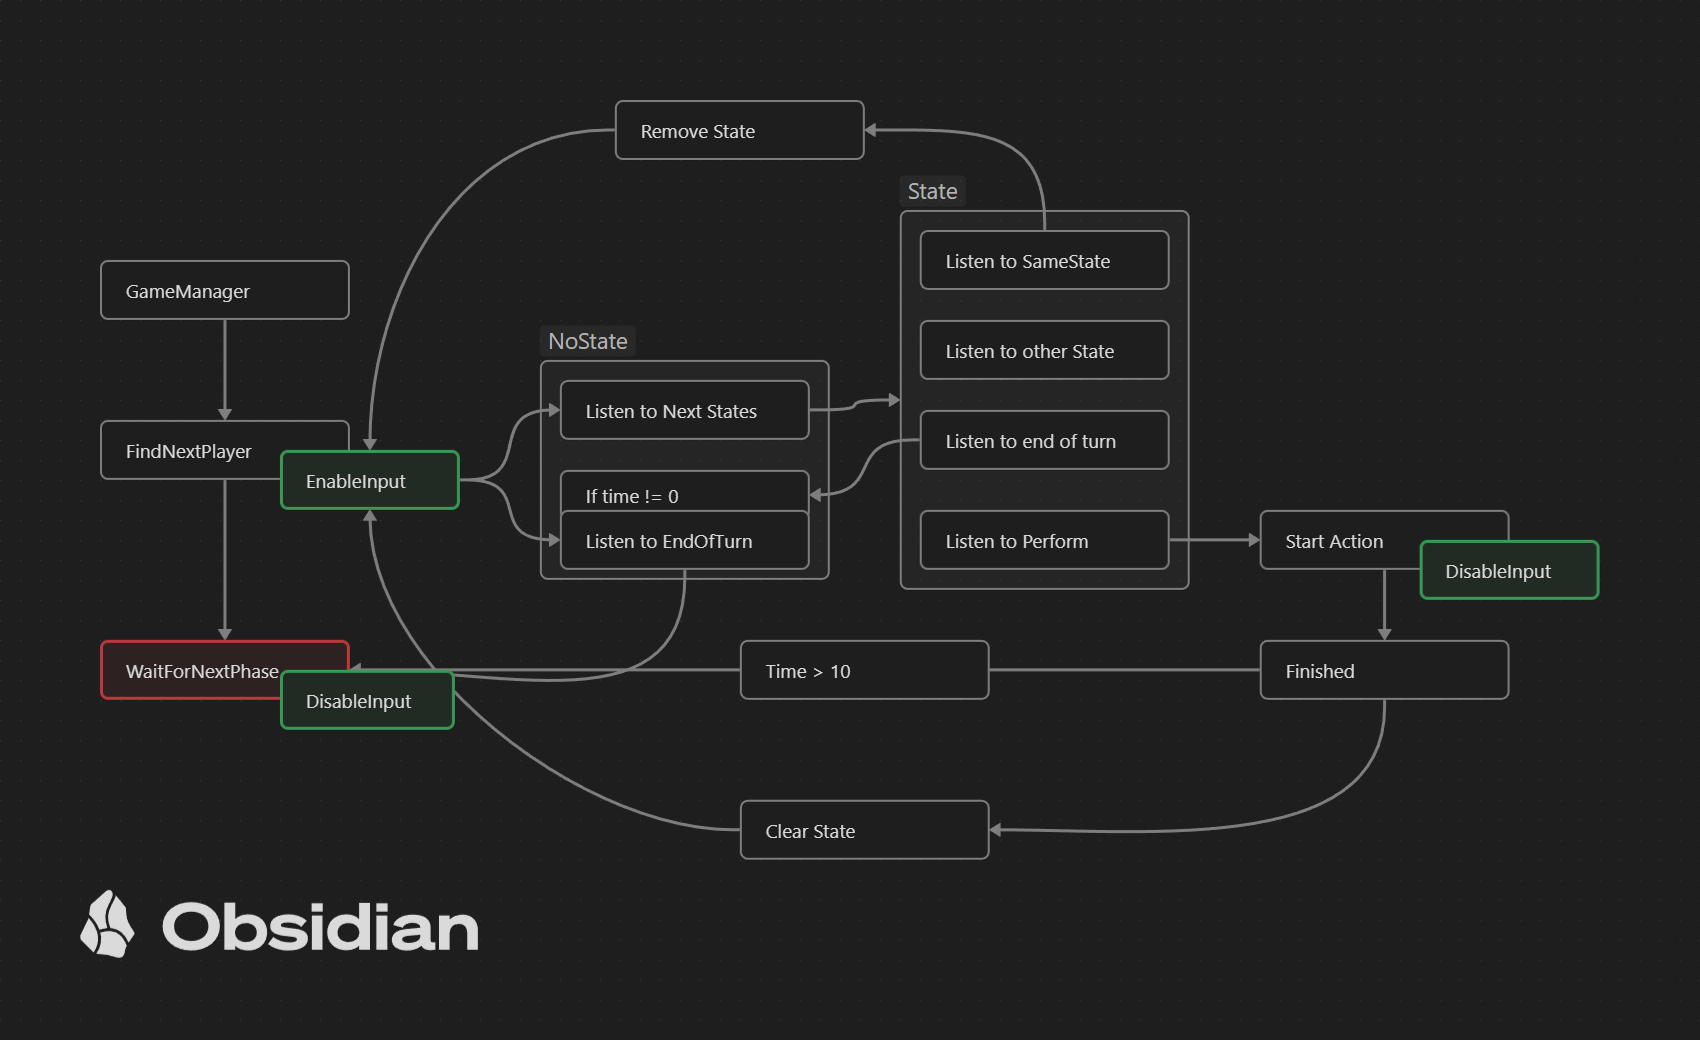 Remove State
State
Listen to SameState
GameManager
NoState
Listen to other State
Listen to Next States
FindNextPlayer
EnableInput
Listen to end of turn
If time != 0
Listen to EndOfTurn
Listen to Perform
Start Action
DisableInput
WaitForNextPhase
DisableInput
Time > 10
Finished
Clear State
Obsidian